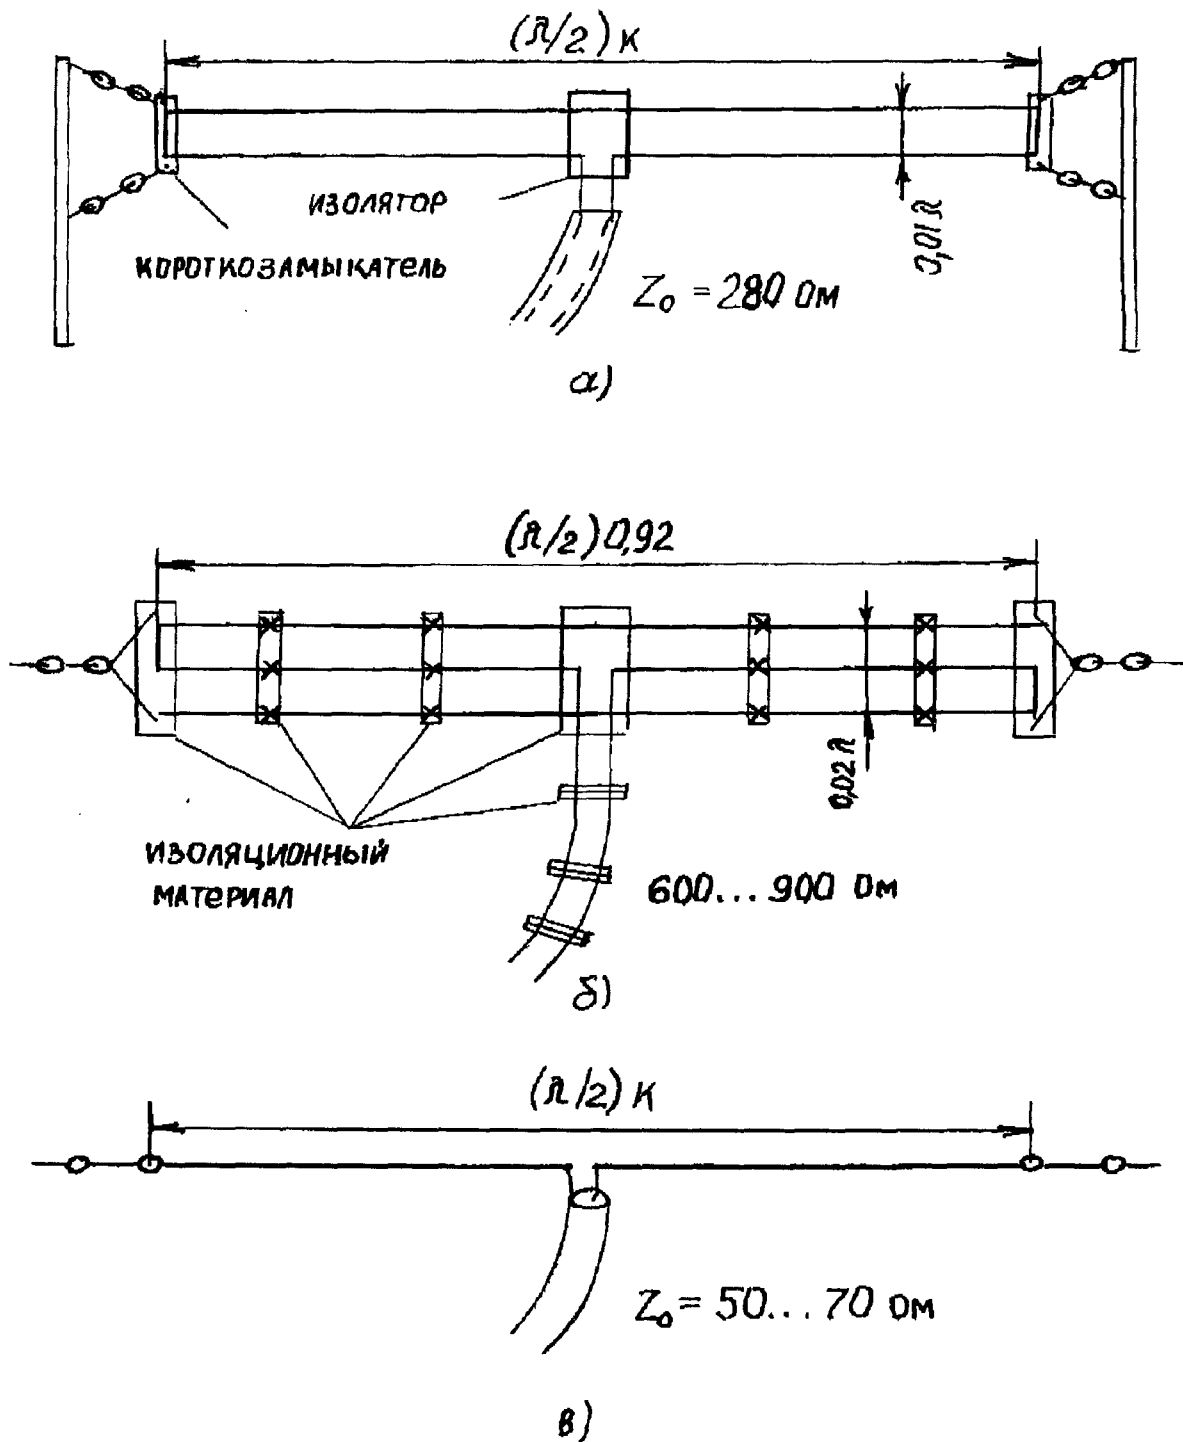 (λ/2) К
ИЗОЛЯТОР
КОРОТКОЗАМЫКАТЕЛЬ
0,01 λ
Z₀ = 280 Ом
а)
(λ/2) 0,92
0,02 λ
ИЗОЛЯЦИОННЫЙ
МАТЕРИАЛ
600...900 Ом
б)
(λ/2) К
Z₀ = 50...70 Ом
в)